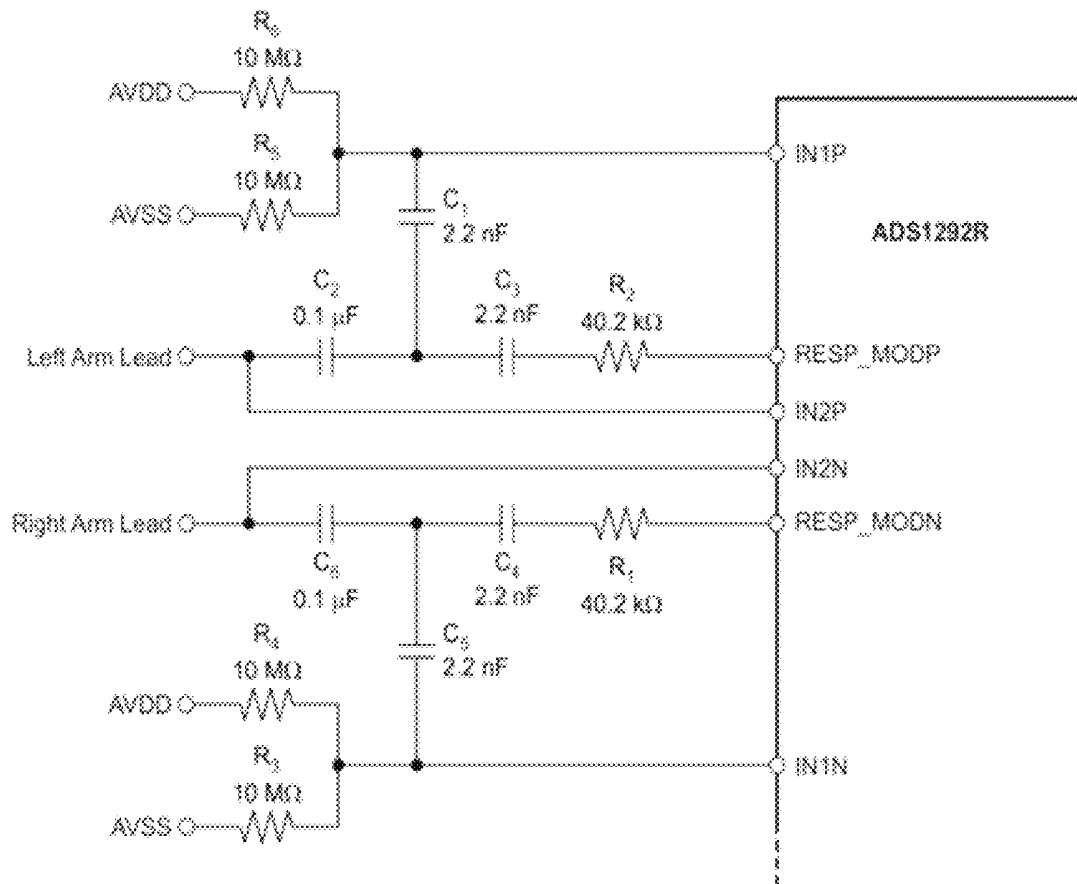 R6
10 MΩ
AVDD
IN1P
R5
10 MΩ
AVSS
C1
2.2 nF
ADS1292R
C2
0.1 µF
C3
2.2 nF
R2
40.2 kΩ
Left Arm Lead
RESP_MODP
IN2P
IN2N
Right Arm Lead
RESP_MODN
C6
0.1 µF
C4
2.2 nF
R1
40.2 kΩ
C5
2.2 nF
R4
10 MΩ
AVDD
IN1N
R3
10 MΩ
AVSS